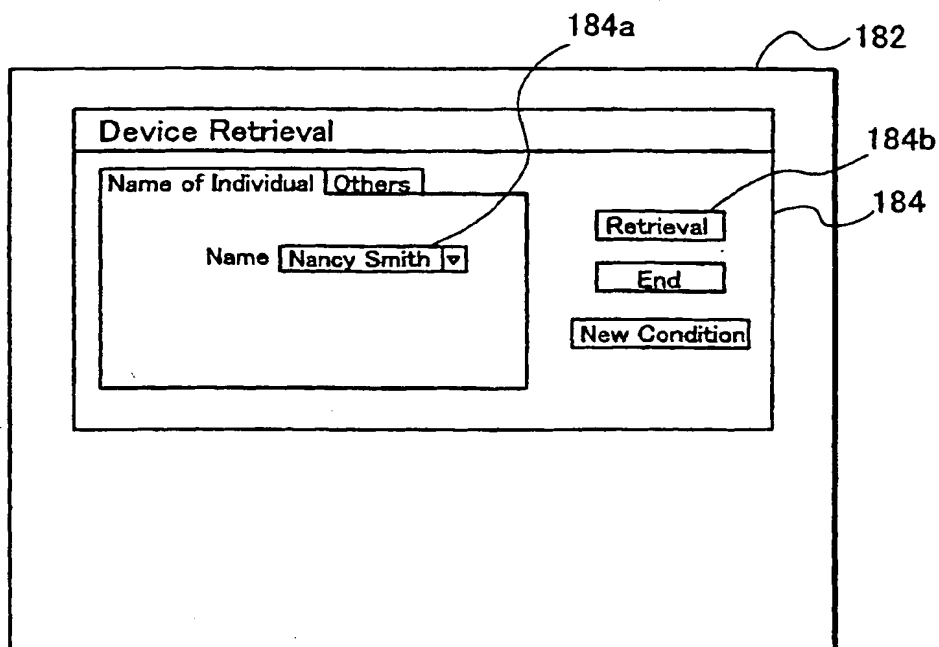 184a
182
Device Retrieval
184b
Name of Individual Others
184
Retrieval
Name Nancy Smith
End
New Condition